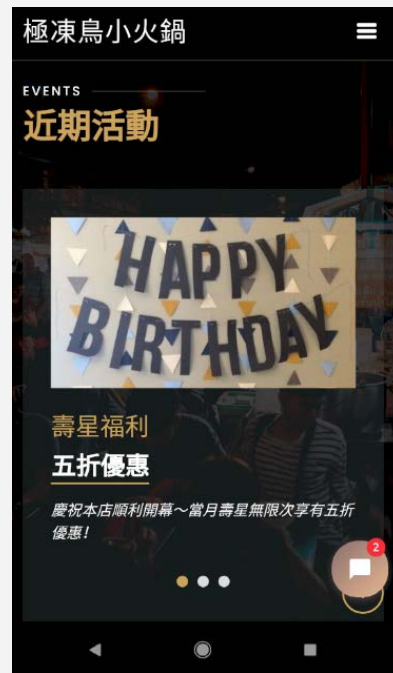 極凍鳥小火鍋
EVENTS
近期活動
HAPPY
BIRTHDAY
壽星福利
五折優惠
慶祝本店順利開幕～當月壽星無限次享有五折
優惠!
2